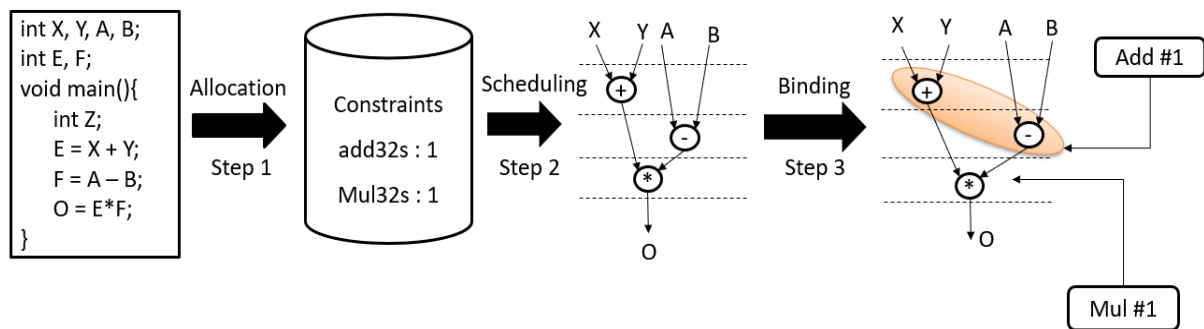 int X, Y, A, B;
int E, F;
void main(){
int Z;
E = X + Y;
F = A – B;
O = E*F;
}
Allocation
Step 1
Constraints
add32s : 1
Mul32s : 1
Scheduling
Step 2
X Y A B
+
-
*
O
Binding
Step 3
X Y A B
+
-
*
O
Add #1
Mul #1